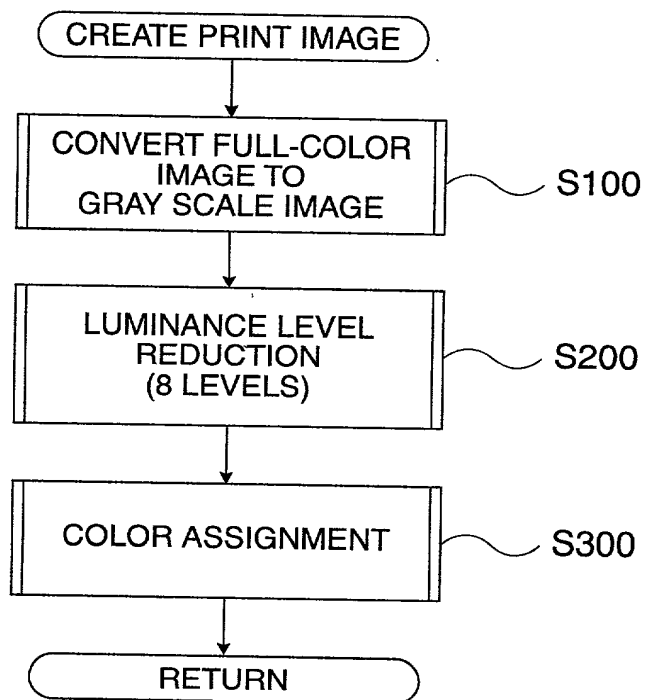 CREATE PRINT IMAGE
CONVERT FULL-COLOR
IMAGE TO
GRAY SCALE IMAGE
S100
LUMINANCE LEVEL
REDUCTION
(8 LEVELS)
S200
COLOR ASSIGNMENT
S300
RETURN